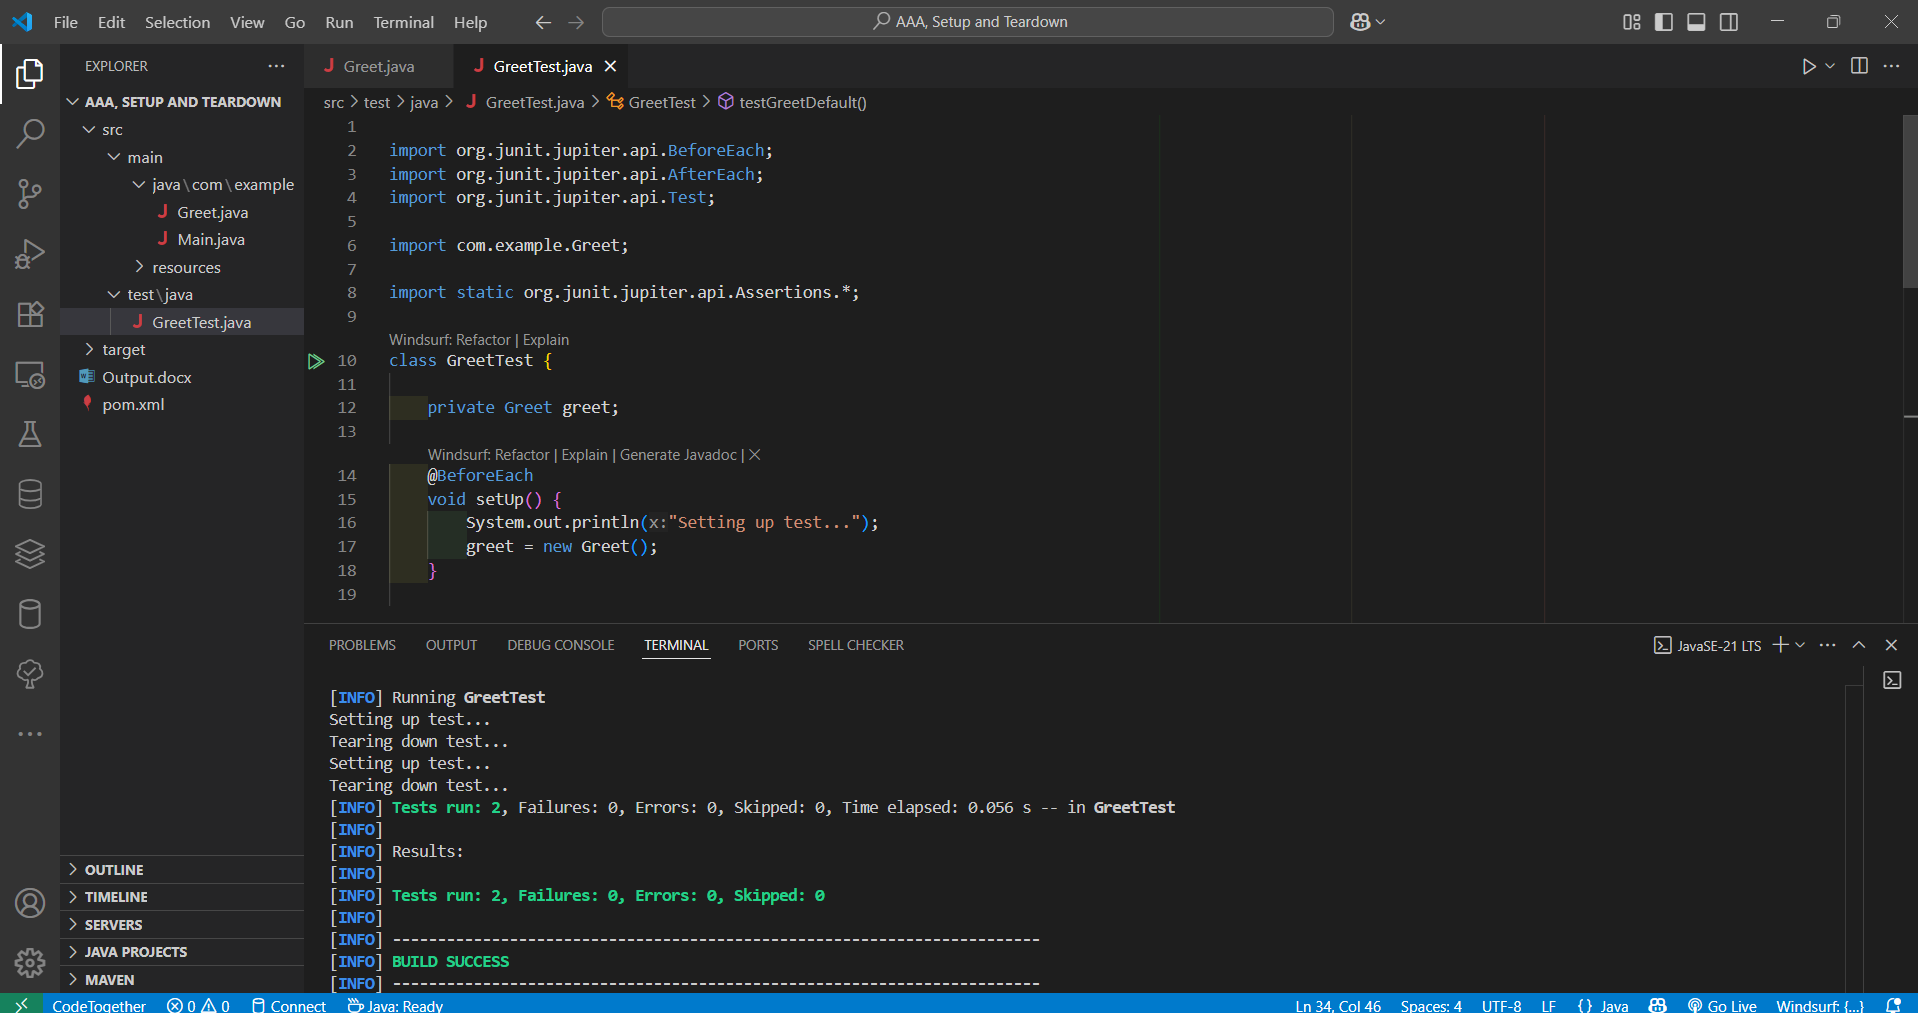 File Edit Selection View Go Run Terminal Help
AAA, Setup and Teardown
EXPLORER
AAA, SETUP AND TEARDOWN
src
main
java\com\example
Greet.java
Main.java
resources
test\java
GreetTest.java
target
Output.docx
pom.xml
OUTLINE
TIMELINE
SERVERS
JAVA PROJECTS
MAVEN
Greet.java
GreetTest.java
src > test > java > GreetTest.java > GreetTest > testGreetDefault()
1
2 import org.junit.jupiter.api.BeforeEach;
3 import org.junit.jupiter.api.AfterEach;
4 import org.junit.jupiter.api.Test;
5
6 import com.example.Greet;
7
8 import static org.junit.jupiter.api.Assertions.*;
9
Windsurf: Refactor | Explain
10 class GreetTest {
11
12 private Greet greet;
13
Windsurf: Refactor | Explain | Generate Javadoc | ×
14 @BeforeEach
15 void setUp() {
16 System.out.println(x:"Setting up test...");
17 greet = new Greet();
18 }
19
PROBLEMS OUTPUT DEBUG CONSOLE TERMINAL PORTS SPELL CHECKER
JavaSE-21 LTS
[INFO] Running GreetTest
Setting up test...
Tearing down test...
Setting up test...
Tearing down test...
[INFO] Tests run: 2, Failures: 0, Errors: 0, Skipped: 0, Time elapsed: 0.056 s -- in GreetTest
[INFO]
[INFO] Results:
[INFO]
[INFO] Tests run: 2, Failures: 0, Errors: 0, Skipped: 0
[INFO]
[INFO] ------------------------------------------------------------------------
[INFO] BUILD SUCCESS
[INFO] ------------------------------------------------------------------------
CodeTogether 0 0 Connect Java: Ready Ln 34, Col 46 Spaces: 4 UTF-8 LF {} Java Go Live Windsurf: {...}